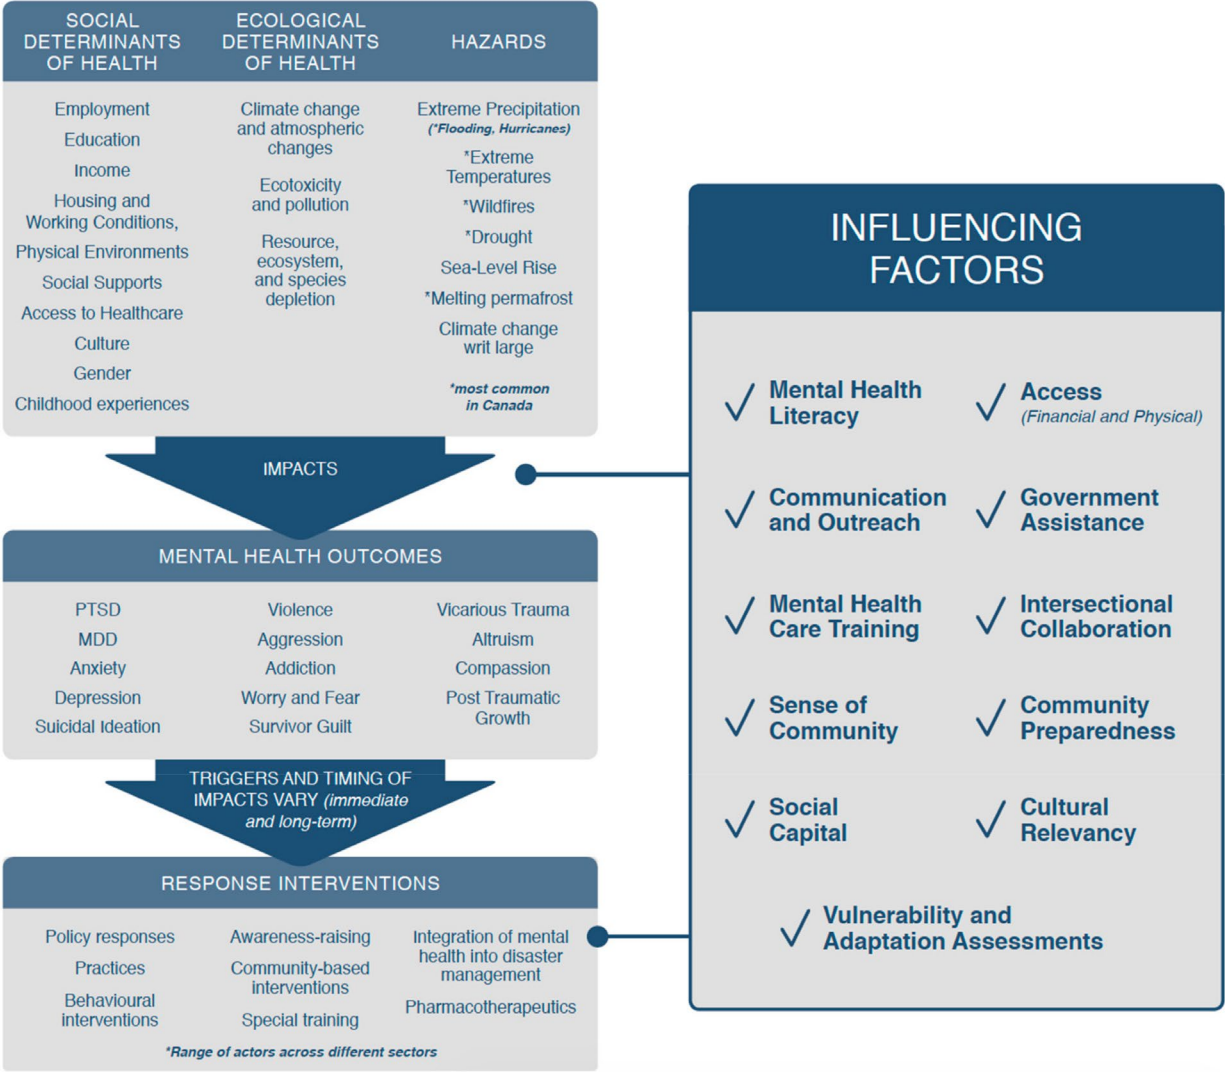 SOCIAL
DETERMINANTS
OF HEALTH
Employment
Education
Income
Housing and
Working Conditions,
Physical Environments
Social Supports
Access to Healthcare
Culture
Gender
Childhood experiences
ECOLOGICAL
DETERMINANTS
OF HEALTH
Climate change
and atmospheric
changes
Ecotoxicity
and pollution
Resource,
ecosystem,
and species
depletion
HAZARDS
Extreme Precipitation
(*Flooding, Hurricanes)
*Extreme
Temperatures
*Wildfires
*Drought
Sea-Level Rise
*Melting permafrost
Climate change
writ large
*most common
in Canada
IMPACTS
MENTAL HEALTH OUTCOMES
PTSD
MDD
Anxiety
Depression
Suicidal Ideation
Violence
Aggression
Addiction
Worry and Fear
Survivor Guilt
Vicarious Trauma
Altruism
Compassion
Post Traumatic
Growth
TRIGGERS AND TIMING OF
IMPACTS VARY (immediate
and long-term)
RESPONSE INTERVENTIONS
Policy responses
Practices
Behavioural
interventions
Awareness-raising
Community-based
interventions
Special training
Integration of mental
health into disaster
management
Pharmacotherapeutics
*Range of actors across different sectors
INFLUENCING
FACTORS
Mental Health
Literacy
Access
(Financial and Physical)
Communication
and Outreach
Government
Assistance
Mental Health
Care Training
Intersectional
Collaboration
Sense of
Community
Community
Preparedness
Social
Capital
Cultural
Relevancy
Vulnerability and
Adaptation Assessments